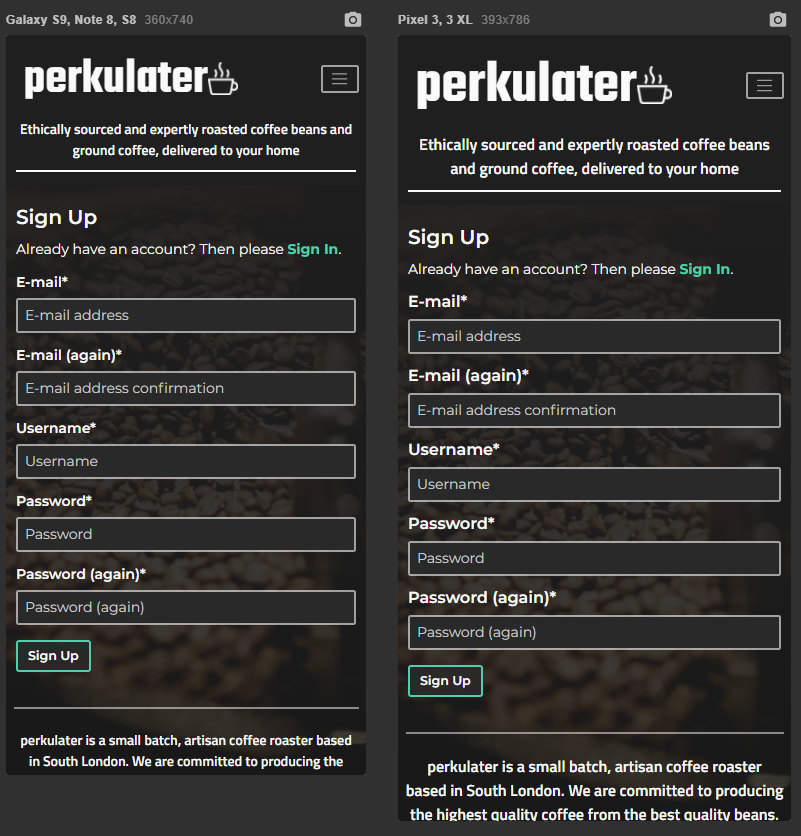 Galaxy S9, Note 8, S8 360x740
perkulater
Ethically sourced and expertly roasted coffee beans and
ground coffee, delivered to your home
Sign Up
Already have an account? Then please Sign In.
E-mail*
E-mail address
E-mail (again)*
E-mail address confirmation
Username*
Username
Password*
Password
Password (again)*
Password (again)
Sign Up
perkulater is a small batch, artisan coffee roaster based
in South London. We are committed to producing the
Pixel 3, 3 XL 393x786
perkulater
Ethically sourced and expertly roasted coffee beans
and ground coffee, delivered to your home
Sign Up
Already have an account? Then please Sign In.
E-mail*
E-mail address
E-mail (again)*
E-mail address confirmation
Username*
Username
Password*
Password
Password (again)*
Password (again)
Sign Up
perkulater is a small batch, artisan coffee roaster
based in South London. We are committed to producing
the highest quality coffee from the best quality beans.